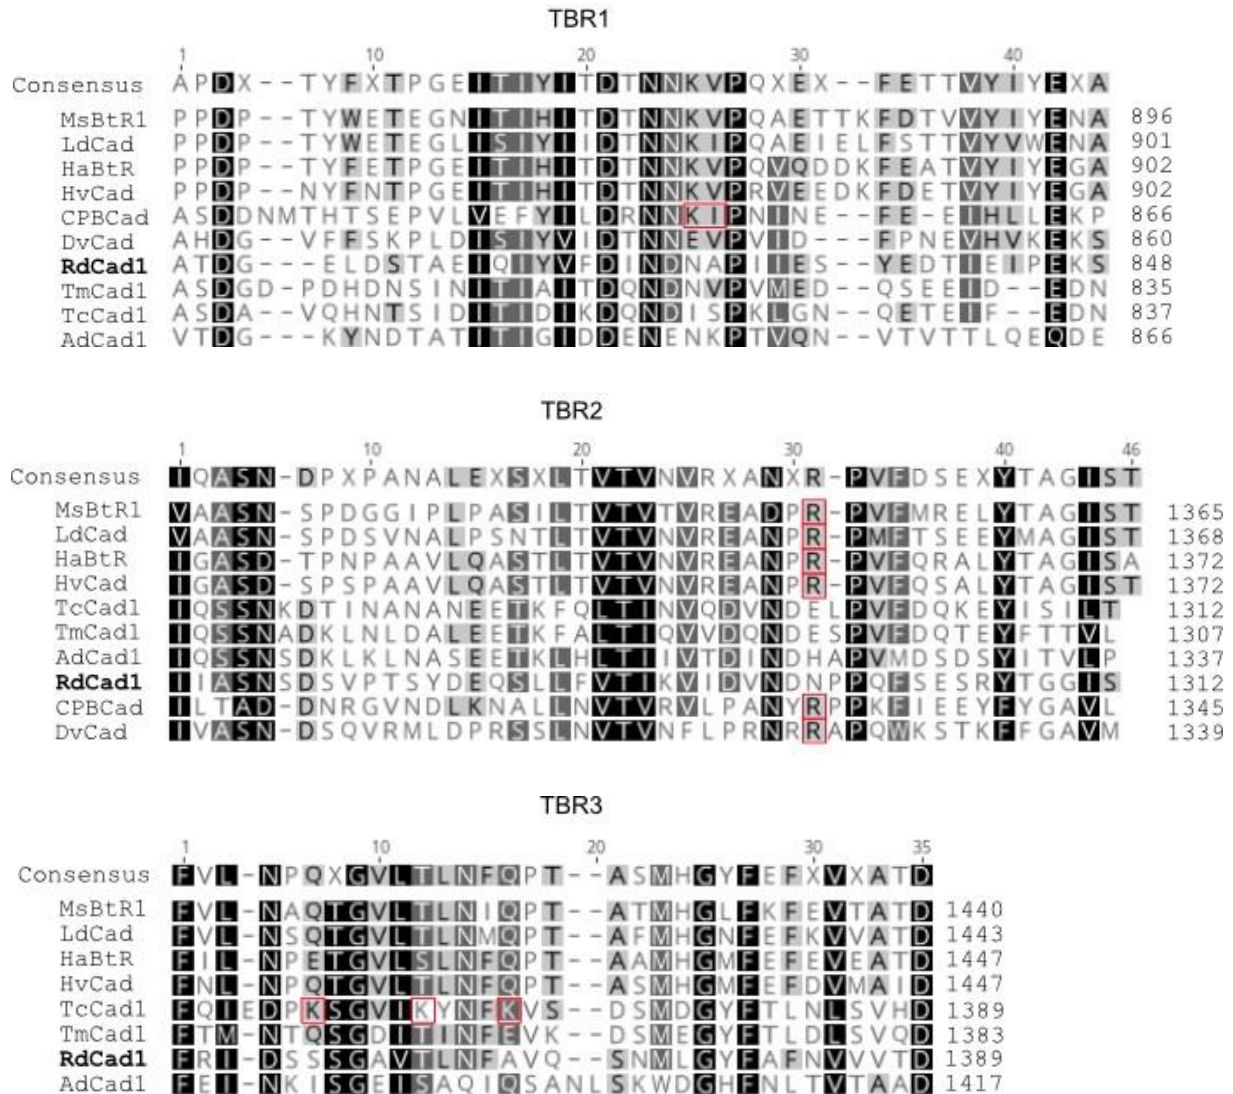 TBR1
1 10 20 30 40
Consensus APDX--TYFXTPGEITIYITDTNNKVPQXEX--FETTVYIYEXA
MsBtR1 PPDP--TYWETEGNITIHITDTNNKVPQAETTKFDTVVYIYENA 896
LdCad PPDP--TYWETEGLISIYIIDTNNKIPQAEIELFSTTVYVWENA 901
HaBtR PPDP--TYFETPGEITIHITDTNNKVPQVQDDKFEATVYIYEGA 902
HvCad PPDP--NYFNTPGEITIHITDTNNKVPRVEEDKFDETVYIYEGA 902
CPBCad ASDDNMTHTSEPVLVEFYILDRNNKIPNINE--FE-EIHLLEKP 866
DvCad AHDG--VFFSKPLDISIYVIDTNNEVPVID---FPNEVHVKEKS 860
RdCad1 ATDG---ELDSTAEIQIYVFDINDNAPIIES--YEDTIEIPEKS 848
TmCad1 ASDGD-PDHDNSINITIAITDQNDNVPVMED--QSEEID--EDN 835
TcCad1 ASDA--VQHNTSIDITIDIKDQNDISPKLGN--QETEIF--EDN 837
AdCad1 VTDG---KYNDTATITIGIDDENENKPTVQN--VTVTTLQEQDE 866
TBR2
1 10 20 30 40 46
Consensus IQASN-DPXPANALEXSXLTVTVNVRXANXR-PVFDSEXYTAGIST
MsBtR1 VAASN-SPDGGIPLPASILTVTVTVREADPR-PVFMRELYTAGIST 1365
LdCad VAASN-SPDSVNALPSNTLTVTVNVREANPR-PMFTSEEYMAGIST 1368
HaBtR IGASD-TPNPAAVLQASTLTVTVNVREANPR-PVFQRALYTAGISA 1372
HvCad IGASD-SPSPAAVLQASTLTVTVNVREANPR-PVFQSALYTAGIST 1372
TcCad1 IQSSNKDTINANANEETKFQLTINVQDVNDELPVFDQKEYISILT 1312
TmCad1 IQSSNADKLNLDALEETKFALTIQVVDQNDESPVFDQTEYFTTVL 1307
AdCad1 IQSSNSDKLKLNASEETKLHLTIIVTDINDHAPVMDSDSYITVLP 1337
RdCad1 IIASNSDSVPTSYDEQSLLFVTIKVIDVNDNPPQFSESRYTGGIS 1312
CPBCad ILTAD-DNRGVNDLKNALLNVTVRVLPANYRPPKFIEEYFYGAVL 1345
DvCad IVASN-DSQVRMLDPRSSLNVTVNFLPRNRRAPQWKSTKFFGAVM 1339
TBR3
1 10 20 30 35
Consensus FVL-NPQXGVLTLNFQPT--ASMHGYFEFXVXATD
MsBtR1 FVL-NAQTGVLTLNIQPT--ATMHGLFKFEVTATD 1440
LdCad FVL-NSQTGVLTLNMQPT--AFMHGNFEFKVVATD 1443
HaBtR FIL-NPETGVLSLNFQPT--AAMHGMFEFEVEATD 1447
HvCad FNL-NPQTGVLTLNFQPT--ASMHGMFEFDVMAID 1447
TcCad1 FQIEDPKSGVIKYNFKVS--DSMDGYFTLNLSVHD 1389
TmCad1 FTM-NTQSGDITINFEVK--DSMEGYFTLDLSVQD 1383
RdCad1 FRI-DSSSGAVTLNFAVQ--SNMLGYFAFNVVVTD 1389
AdCad1 FEI-NKISGEISAQIQSANLSKWDGHFNLTVTAAD 1417